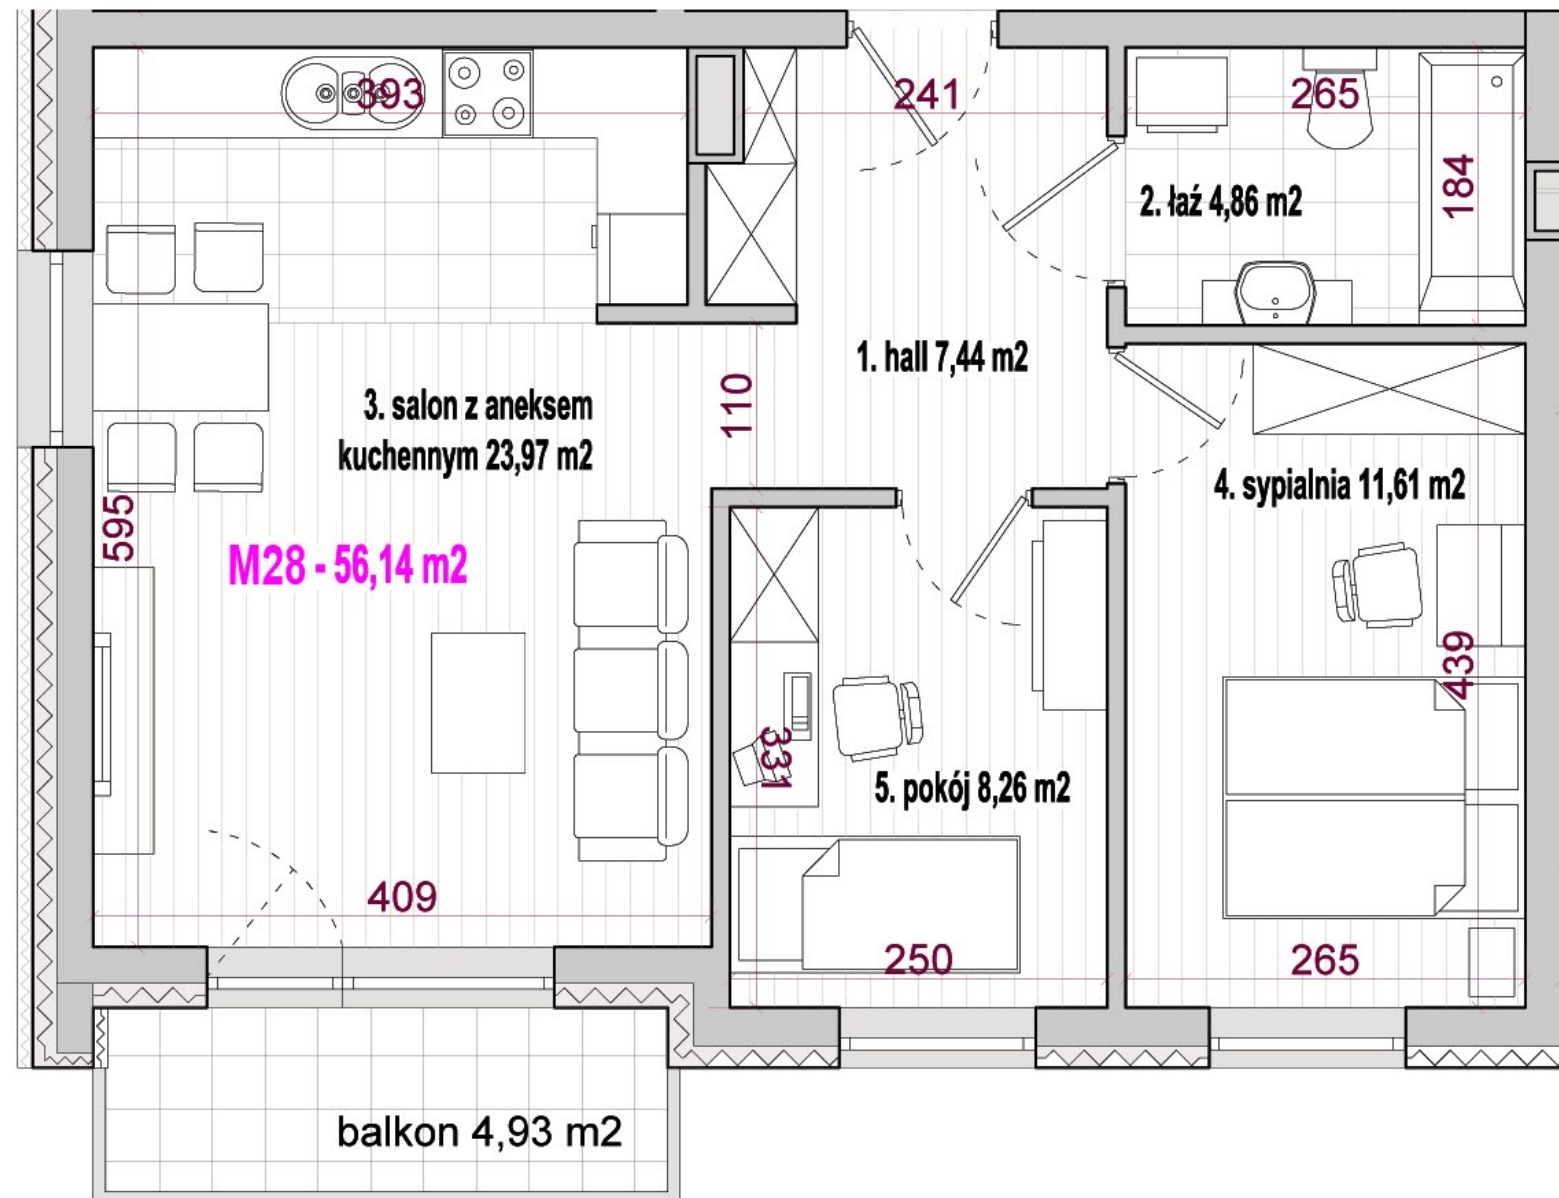 393
241
265
184
2. łaź 4,86 m2
1. hall 7,44 m2
110
3. salon z aneksem
kuchennym 23,97 m2
4. sypialnia 11,61 m2
595
M28 - 56,14 m2
439
331
5. pokój 8,26 m2
409
250
265
balkon 4,93 m2